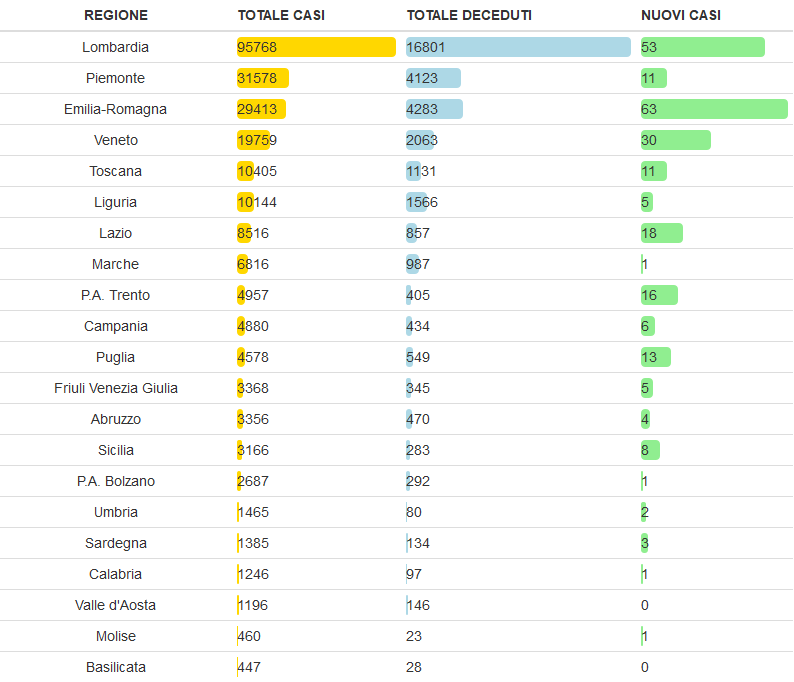 REGIONE TOTALE CASI TOTALE DECEDUTI NUOVI CASI
Lombardia 95768 16801 53
Piemonte 31578 4123 11
Emilia-Romagna 29413 4283 63
Veneto 19759 2063 30
Toscana 10405 1131 11
Liguria 10144 1566 5
Lazio 8516 857 18
Marche 6816 987 1
P.A. Trento 4957 405 16
Campania 4880 434 6
Puglia 4578 549 13
Friuli Venezia Giulia 3368 345 5
Abruzzo 3356 470 4
Sicilia 3166 283 8
P.A. Bolzano 2687 292 1
Umbria 1465 80 2
Sardegna 1385 134 3
Calabria 1246 97 1
Valle d'Aosta 1196 146 0
Molise 460 23 1
Basilicata 447 28 0